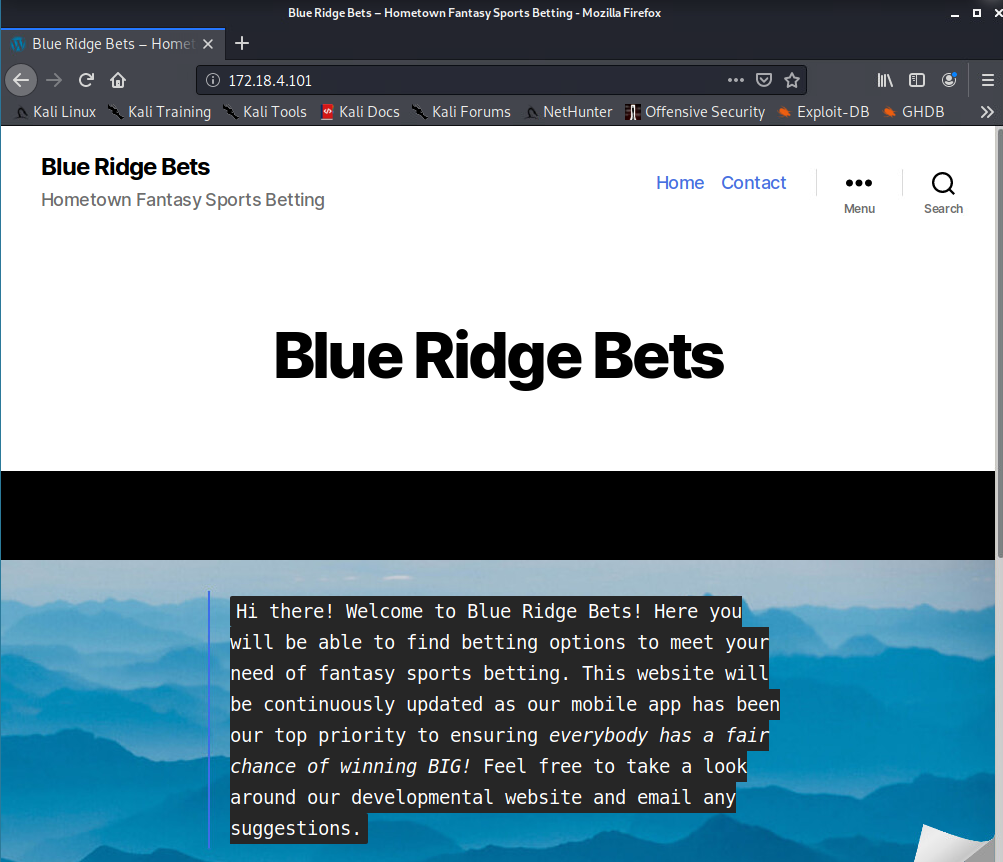 Blue Ridge Bets – Hometown Fantasy Sports Betting - Mozilla Firefox
Blue Ridge Bets – Homet
172.18.4.101
Kali Linux Kali Training Kali Tools Kali Docs Kali Forums NetHunter Offensive Security Exploit-DB GHDB
Blue Ridge Bets
Hometown Fantasy Sports Betting
Home Contact
Menu
Search
Blue Ridge Bets
Hi there! Welcome to Blue Ridge Bets! Here you
will be able to find betting options to meet your
need of fantasy sports betting. This website will
be continuously updated as our mobile app has been
our top priority to ensuring everybody has a fair
chance of winning BIG! Feel free to take a look
around our developmental website and email any
suggestions.